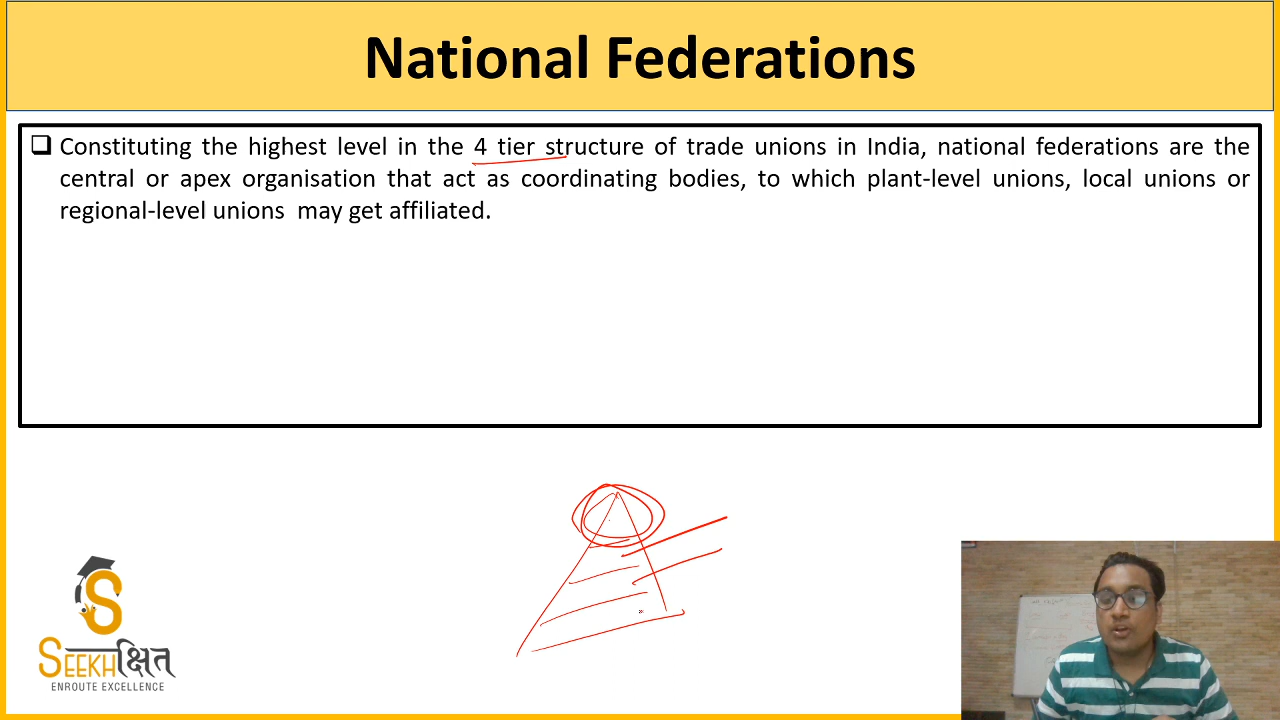 National Federations
❑ Constituting the highest level in the 4 tier structure of trade unions in India, national federations are the
central or apex organisation that act as coordinating bodies, to which plant-level unions, local unions or
regional-level unions may get affiliated.
S
SEEKHक्षित
ENROUTE EXCELLENCE